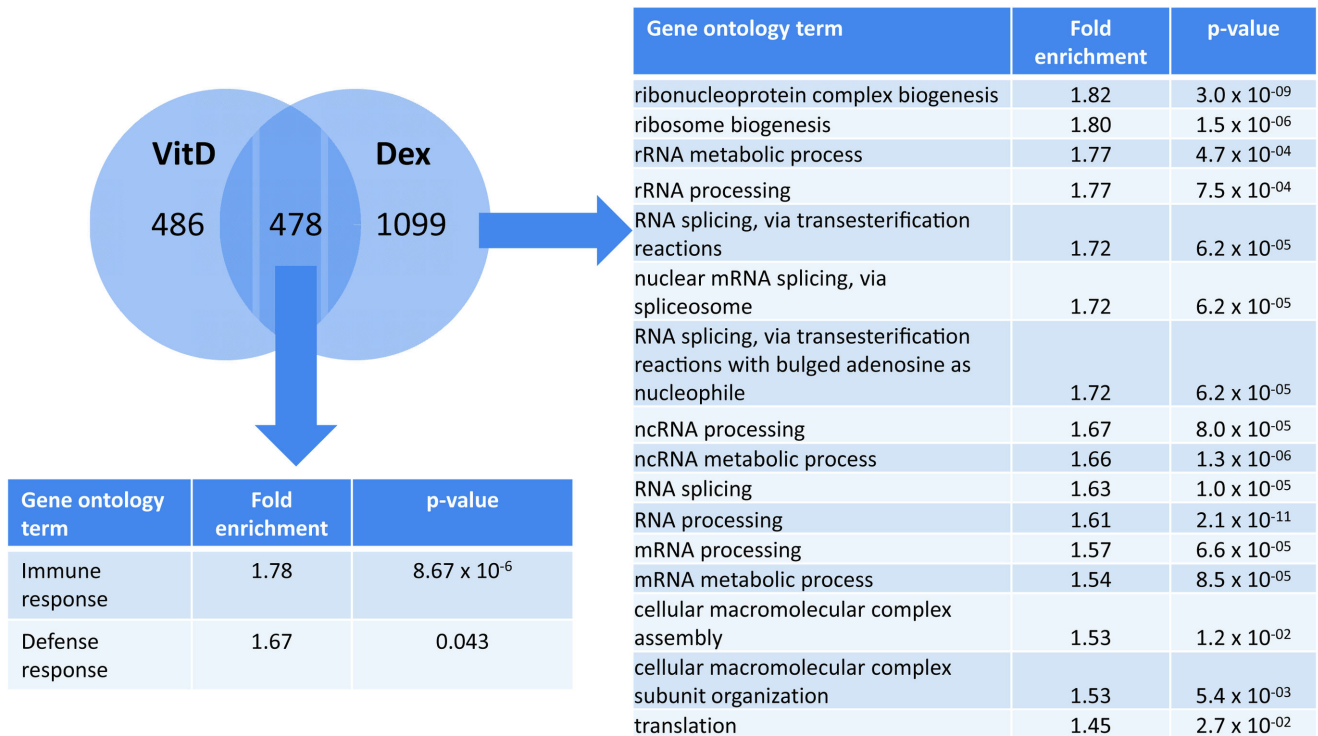 VitD
Dex
486
478
1099
Gene ontology term
Fold enrichment
p-value
Immune response
1.78
8.67 x 10⁻⁶
Defense response
1.67
0.043
Gene ontology term
Fold enrichment
p-value
ribonucleoprotein complex biogenesis 1.82 3.0 x 10⁻⁰⁹
ribosome biogenesis 1.80 1.5 x 10⁻⁰⁶
rRNA metabolic process 1.77 4.7 x 10⁻⁰⁴
rRNA processing 1.77 7.5 x 10⁻⁰⁴
RNA splicing, via transesterification
reactions 1.72 6.2 x 10⁻⁰⁵
nuclear mRNA splicing, via
spliceosome 1.72 6.2 x 10⁻⁰⁵
RNA splicing, via transesterification
reactions with bulged adenosine as
nucleophile 1.72 6.2 x 10⁻⁰⁵
ncRNA processing 1.67 8.0 x 10⁻⁰⁵
ncRNA metabolic process 1.66 1.3 x 10⁻⁰⁶
RNA splicing 1.63 1.0 x 10⁻⁰⁵
RNA processing 1.61 2.1 x 10⁻¹¹
mRNA processing 1.57 6.6 x 10⁻⁰⁵
mRNA metabolic process 1.54 8.5 x 10⁻⁰⁵
cellular macromolecular complex
assembly 1.53 1.2 x 10⁻⁰²
cellular macromolecular complex
subunit organization 1.53 5.4 x 10⁻⁰³
translation 1.45 2.7 x 10⁻⁰²